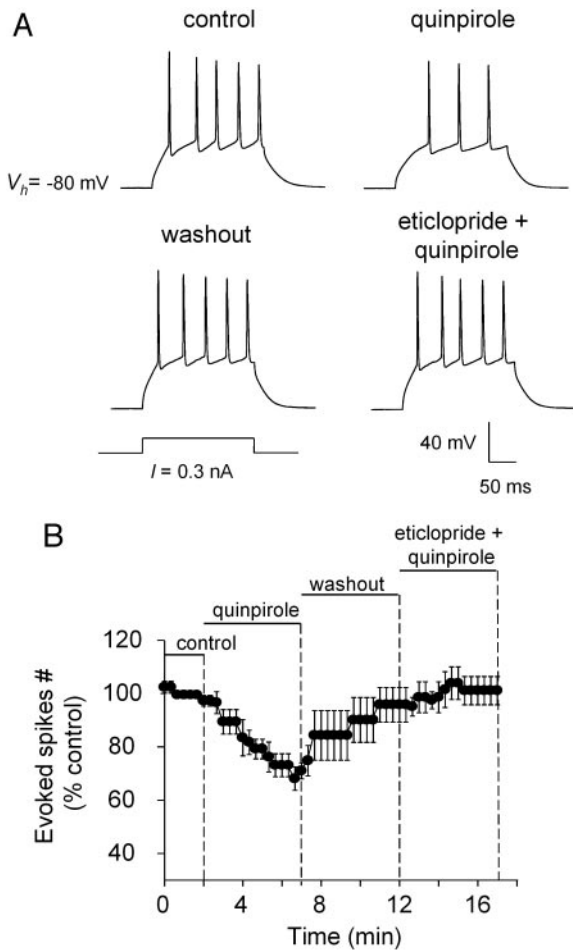 A
control
quinpirole
Vh= -80 mV
washout
eticlopride +
quinpirole
40 mV
50 ms
I = 0.3 nA
B
eticlopride +
quinpirole
washout
quinpirole
control
Evoked spikes #
(% control)
120
100
80
60
40
0
4
8
12
16
Time (min)